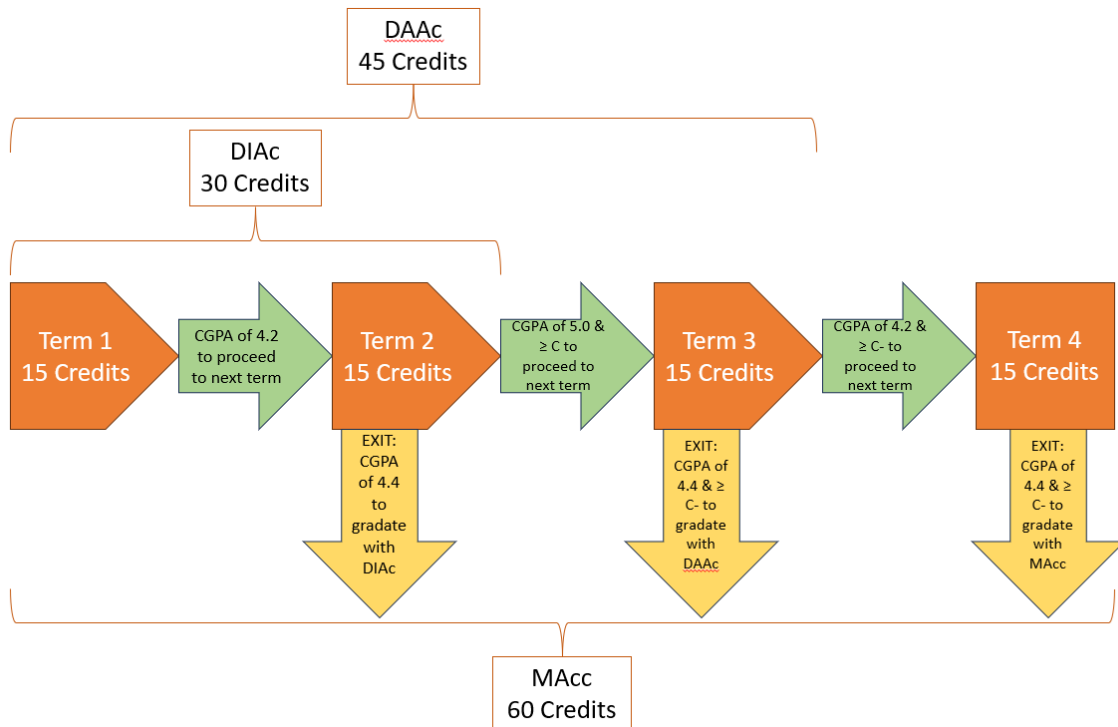 DAAc
45 Credits
DIAc
30 Credits
Term 1
15 Credits
CGPA of 4.2
to proceed
to next term
Term 2
15 Credits
CGPA of 5.0 &
≥ C to
proceed to
next term
Term 3
15 Credits
CGPA of 4.2 &
≥ C- to
proceed to
next term
Term 4
15 Credits
EXIT:
CGPA
of 4.4
to
gradate
with
DIAc
EXIT:
CGPA of
4.4 & ≥
C- to
gradate
with
DAAc
EXIT:
CGPA of
4.4 & ≥
C- to
gradate
with
MAcc
MAcc
60 Credits